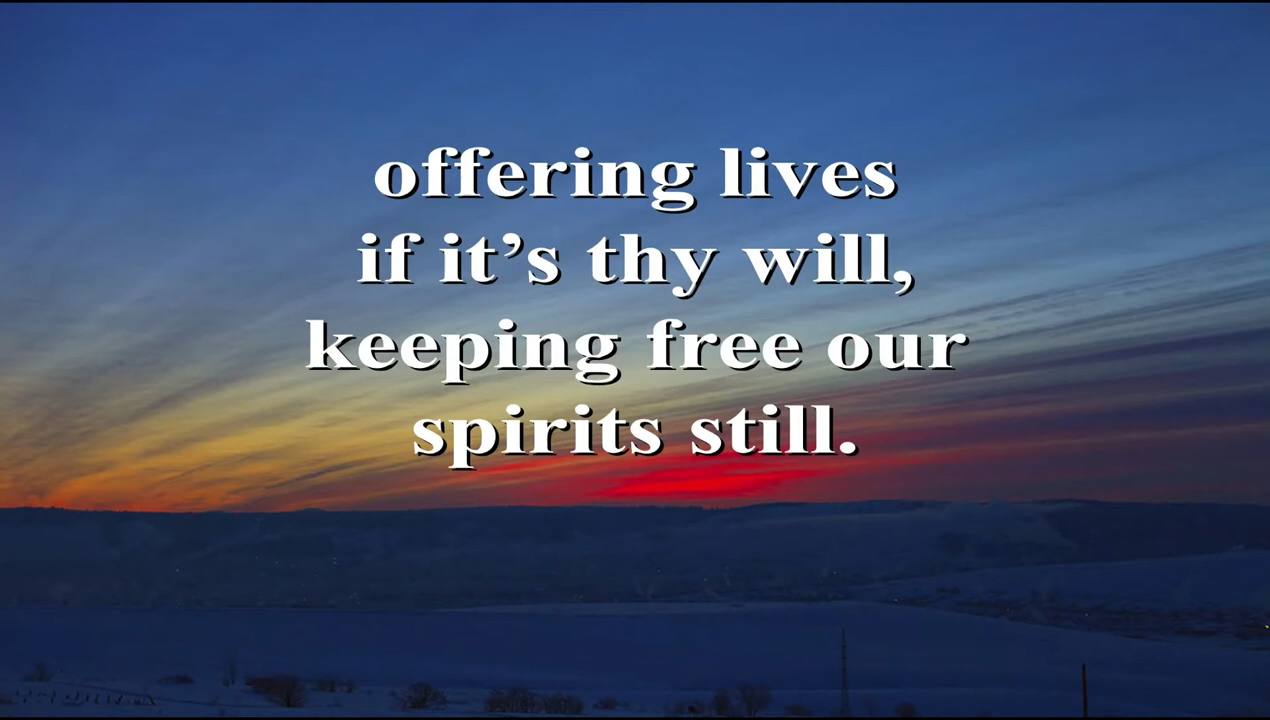 offering lives
if it’s thy will,
keeping free our
spirits still.